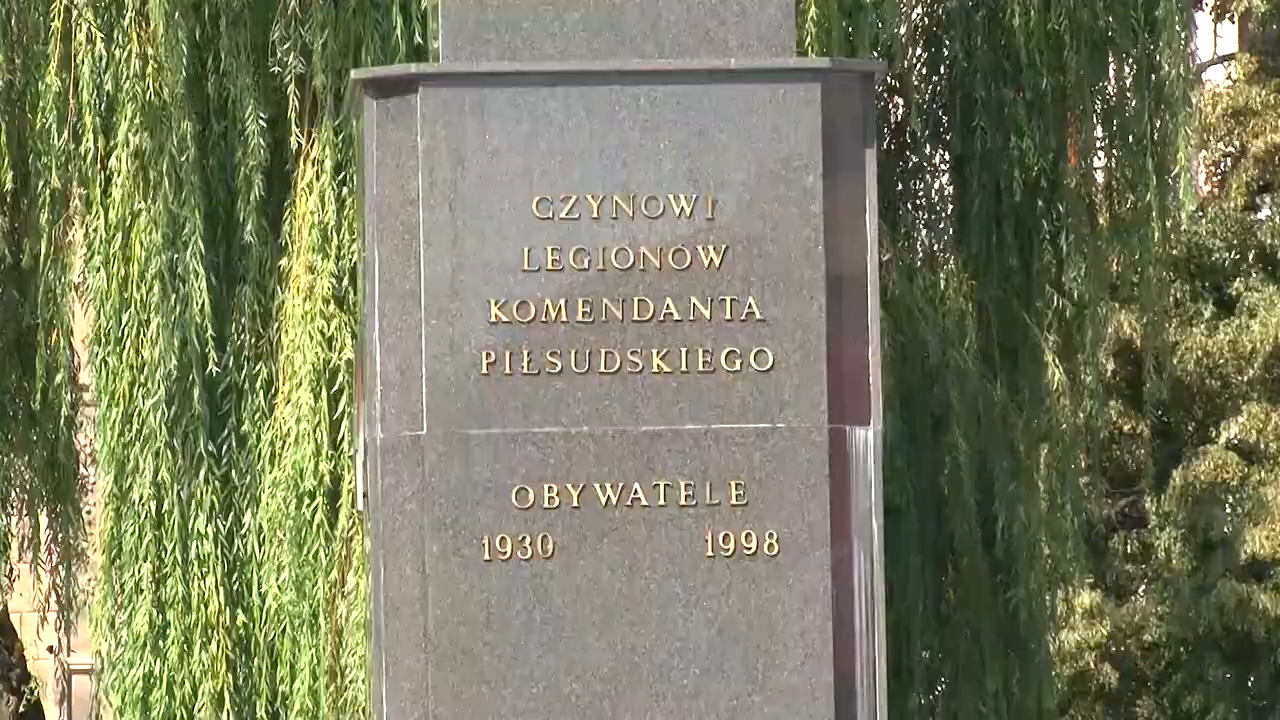 CZYNOWI
LEGIONÓW
KOMENDANTA
PIŁSUDSKIEGO
OBYWATELE
1930 1998